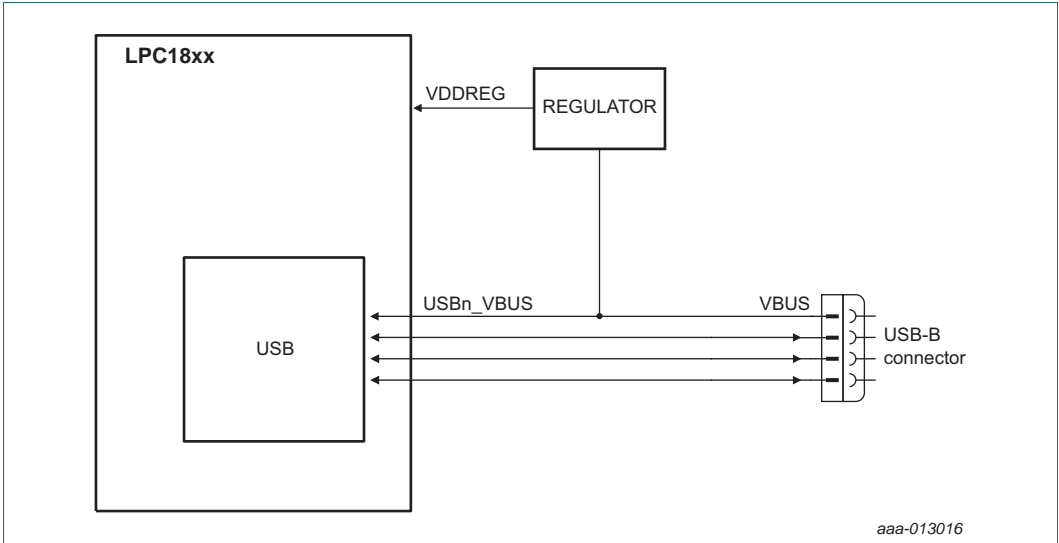 LPC18xx
VDDREG
REGULATOR
USBn_VBUS
VBUS
USB
USB-B
connector
aaa-013016